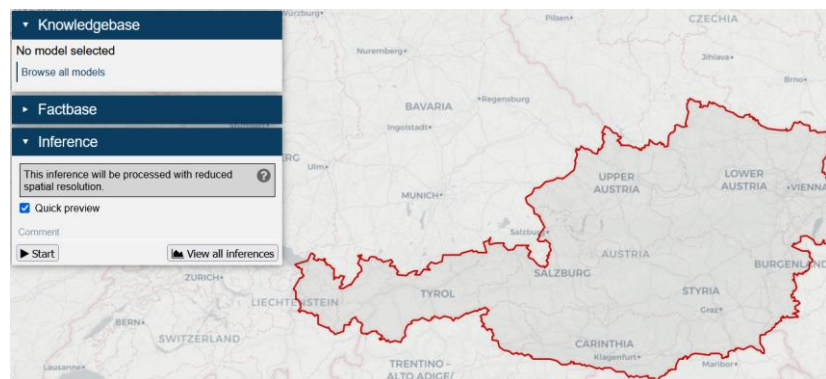 Knowledgebase
No model selected
Browse all models
Factbase
Inference
This inference will be processed with reduced
spatial resolution.
?
Quick preview
Comment
Start
View all inferences
Würzburg
Pilsen
CZECHIA
Nuremberg
Jihlava
Brno
BAVARIA
Regensburg
Ingolstadt
RG
Ulm
UPPER
AUSTRIA
LOWER
AUSTRIA
VIENNA
MUNICH
Salzburg
AUSTRIA
BURGENLAND
ZURICH
SALZBURG
LIECHTENSTEIN
TYROL
STYRIA
Graz
BERN
SWITZERLAND
CARINTHIA
Klagenfurt
Maribor
Lausanne
TRENTINO -
ALTO ADIGE/